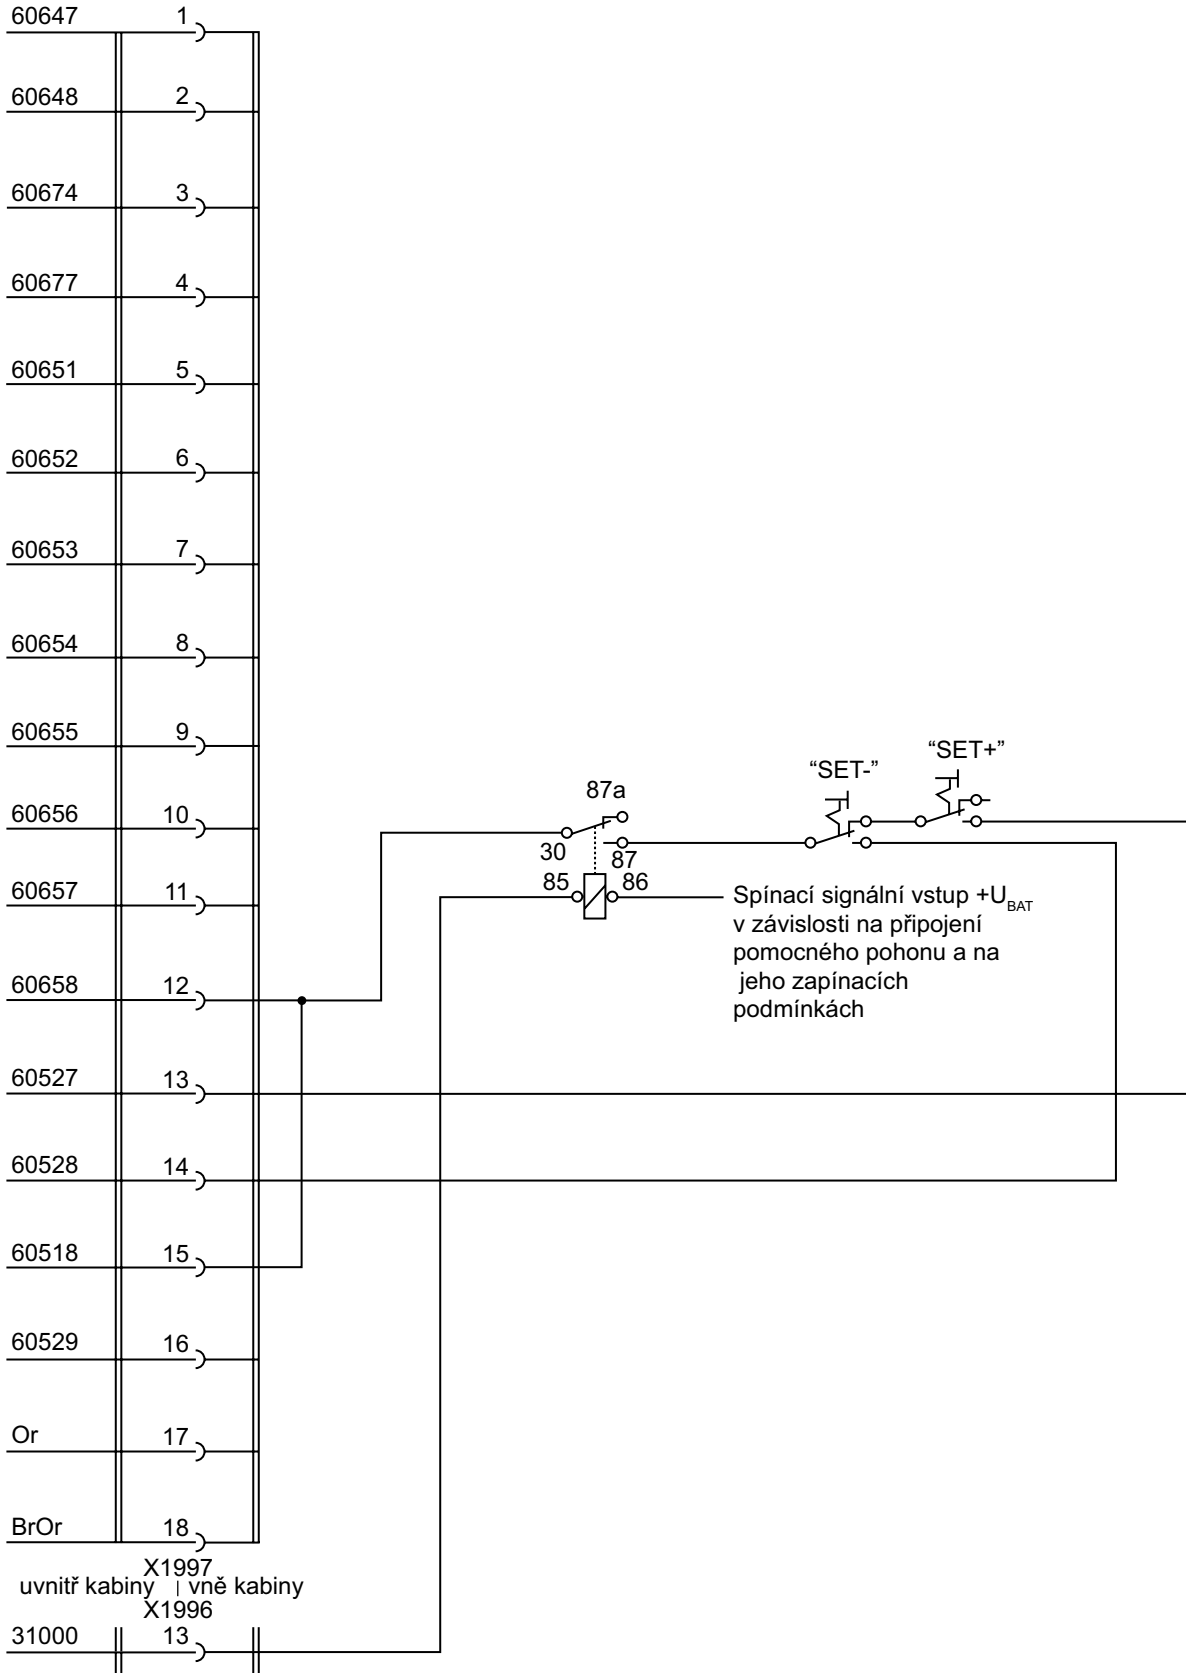 60647 1
60648 2
60674 3
60677 4
60651 5
60652 6
60653 7
60654 8
60655 9
“SET+”
“SET-”
87a
60656 10
30 87
85 86
60657 11
Spínací signální vstup +U BAT
v závislosti na připojení
pomocného pohonu a na
jeho zapínacích
podmínkách
60658 12
60527 13
60528 14
60518 15
60529 16
Or 17
BrOr 18
X1997
uvnitř kabiny | vně kabiny
X1996
31000 13